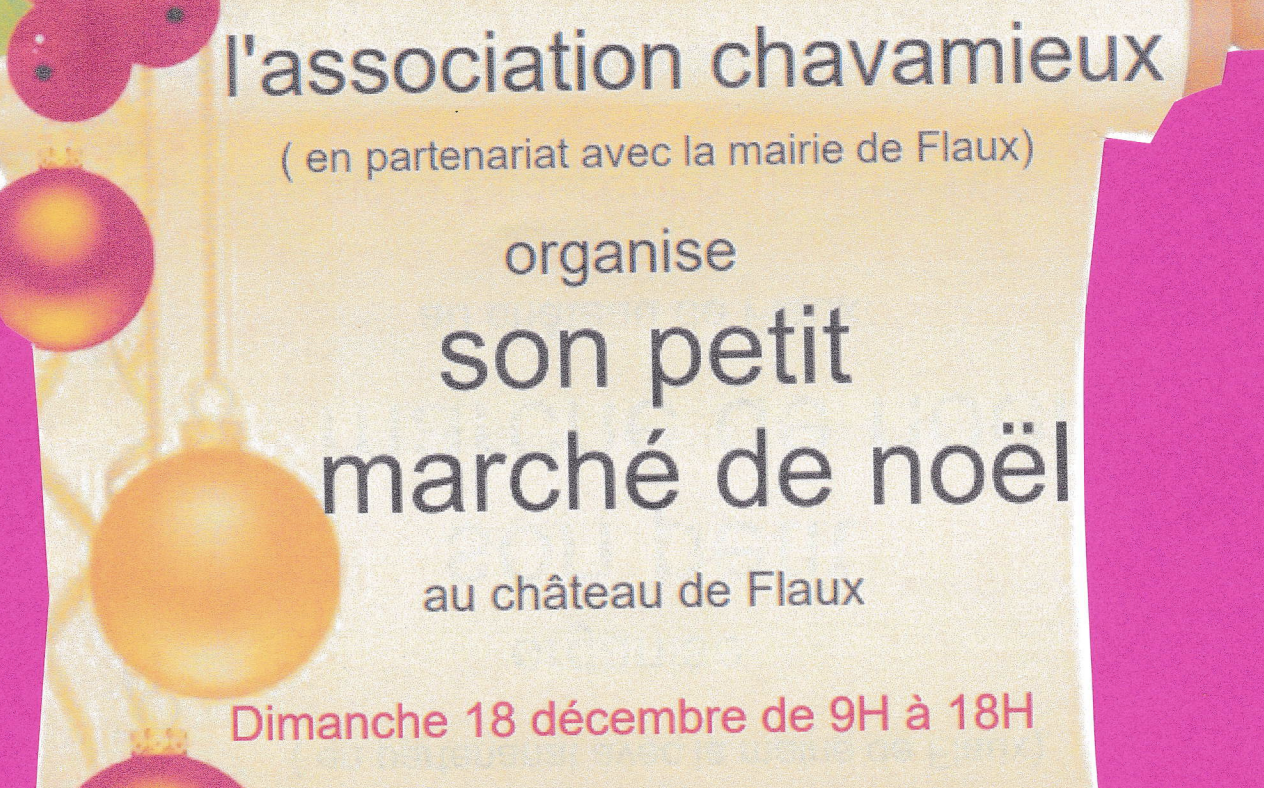 l'association chavamieux
( en partenariat avec la mairie de Flaux)
organise
son petit
marché de noël
au château de Flaux
Dimanche 18 décembre de 9H à 18H